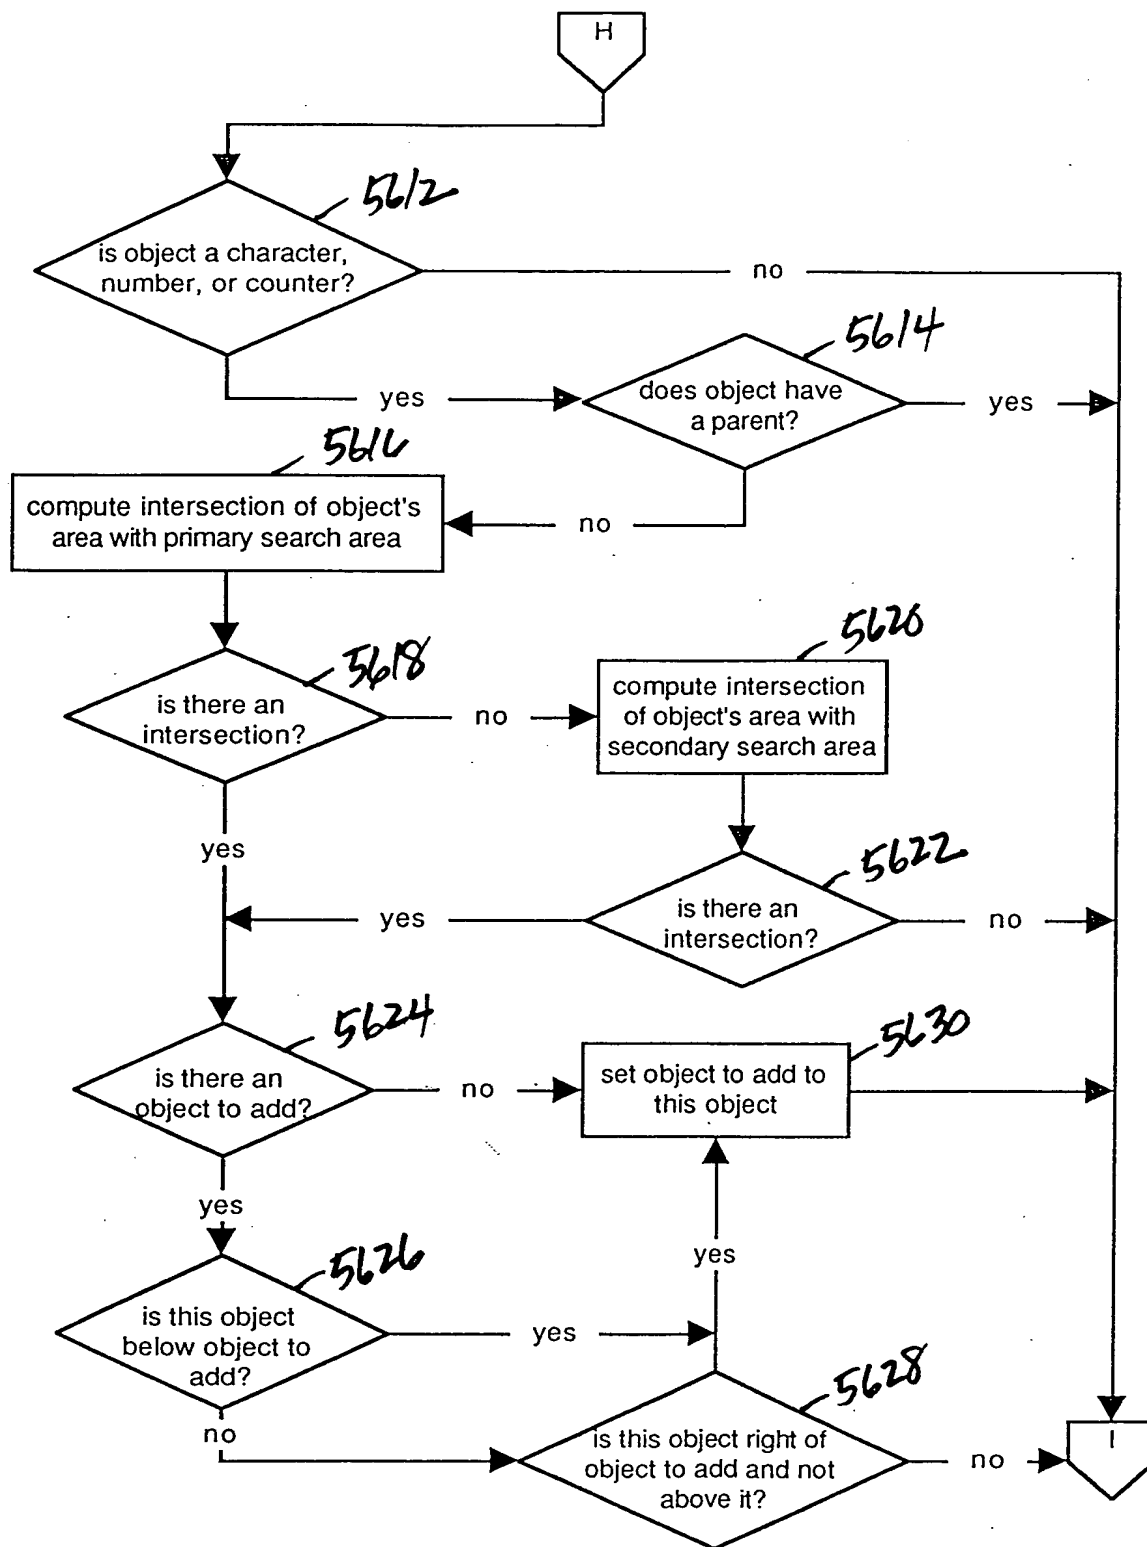 H
5612
is object a character,
number, or counter?
no
5614
does object have
a parent?
yes
yes
5616
compute intersection of object's
area with primary search area
no
5618
is there an
intersection?
no
5620
compute intersection
of object's area with
secondary search area
yes
5622
is there an
intersection?
yes
no
5624
is there an
object to add?
no
5630
set object to add to
this object
yes
5626
is this object
below object to
add?
yes
yes
no
5628
is this object right of
object to add and not
above it?
no
I